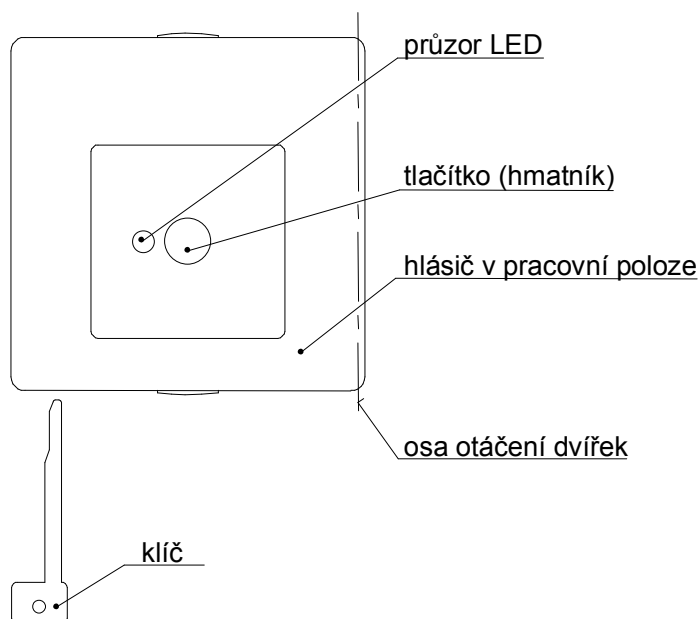 průzor LED
tlačítko (hmatník)
hlásič v pracovní poloze
osa otáčení dvířek
klíč